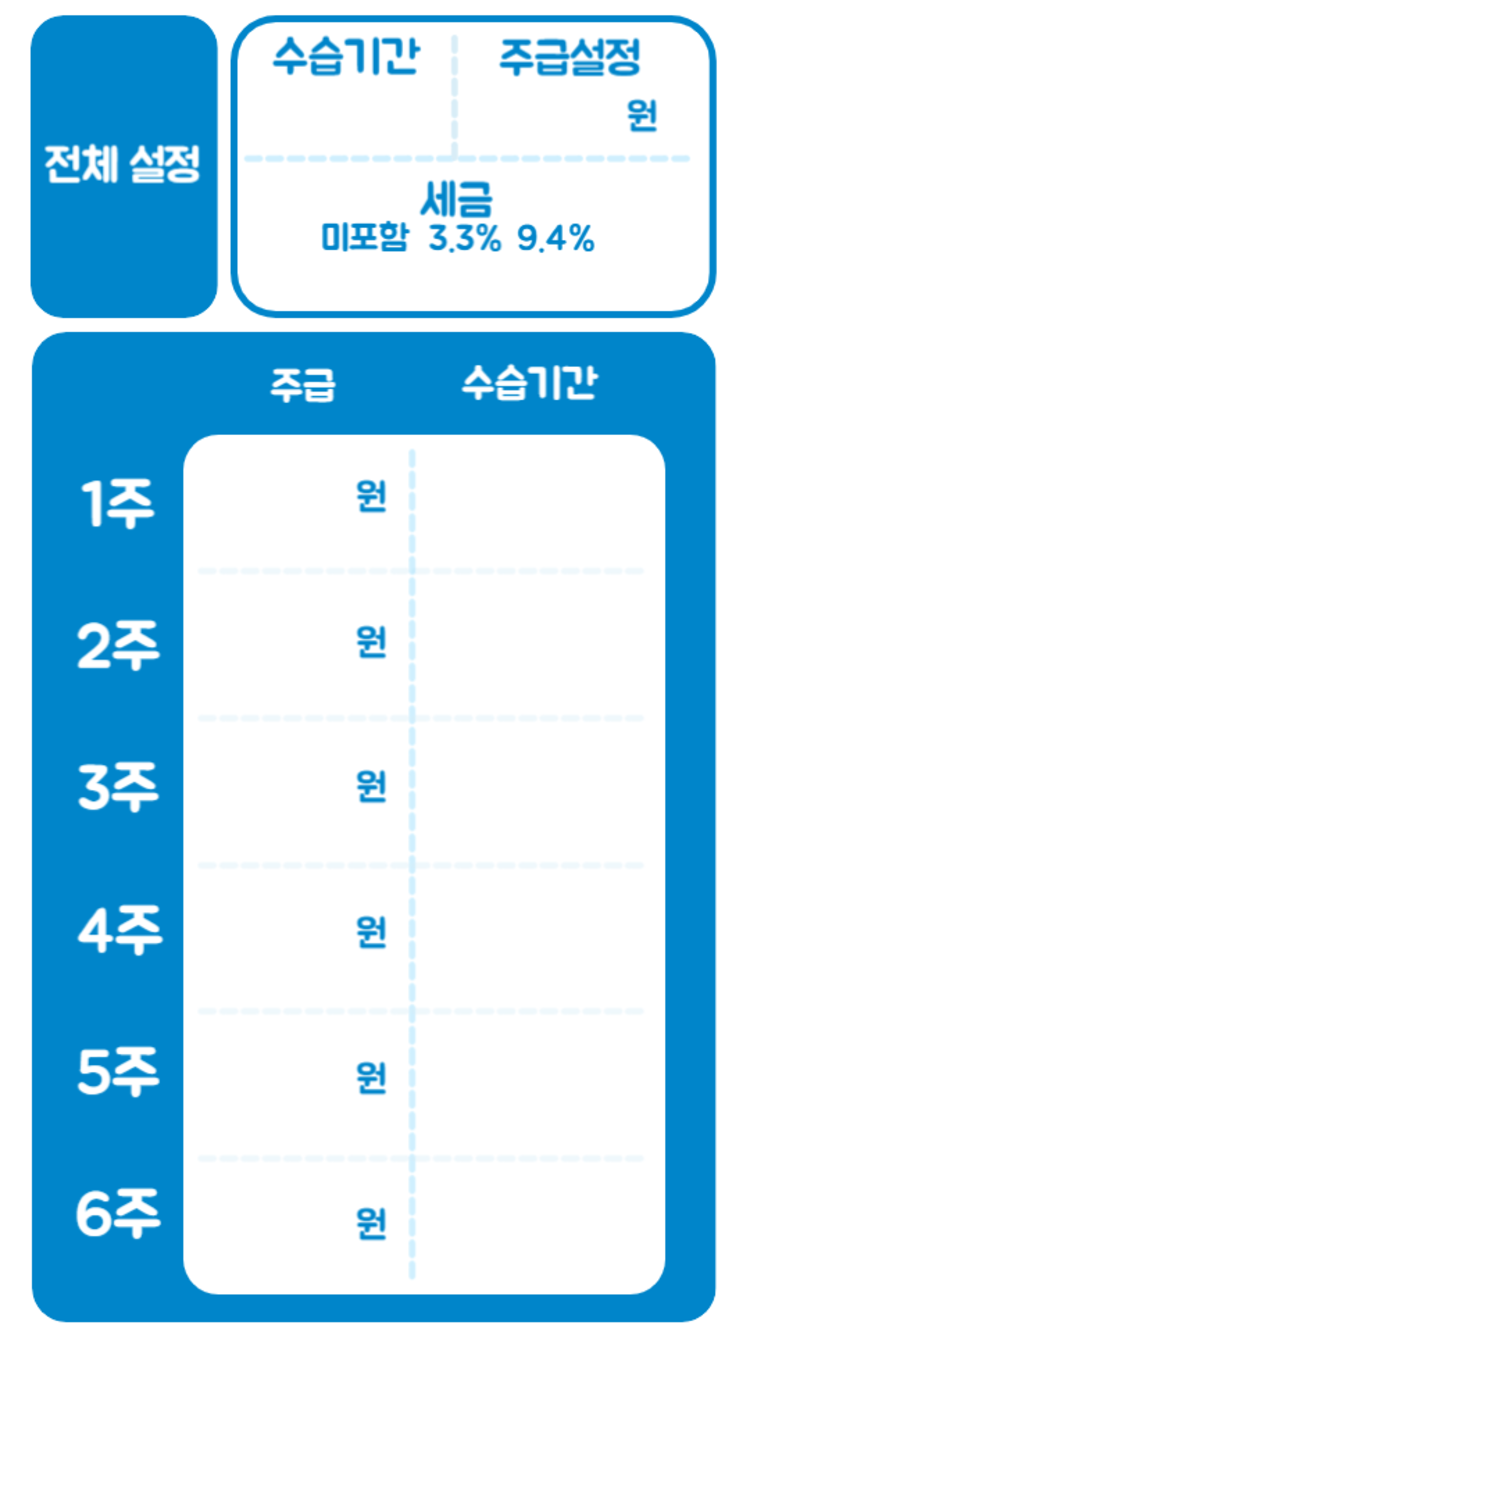 전체 설정
수습기간 주급설정
원
세금
미포함 3.3% 9.4%
주급 수습기간
1주 원
2주 원
3주 원
4주 원
5주 원
6주 원